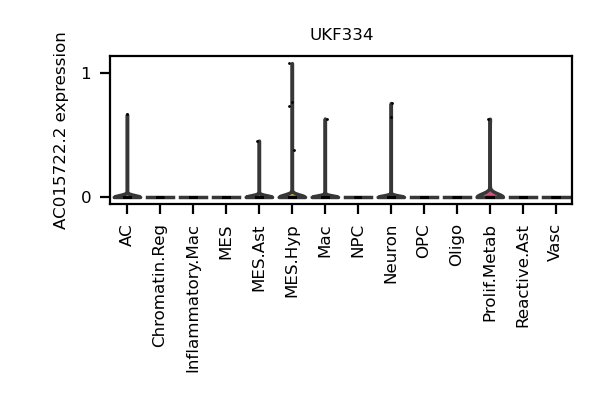 UKF334
AC015722.2 expression
1
0
AC
Chromatin.Reg
Inflammatory.Mac
MES
MES.Ast
MES.Hyp
Mac
NPC
Neuron
OPC
Oligo
Prolif.Metab
Reactive.Ast
Vasc